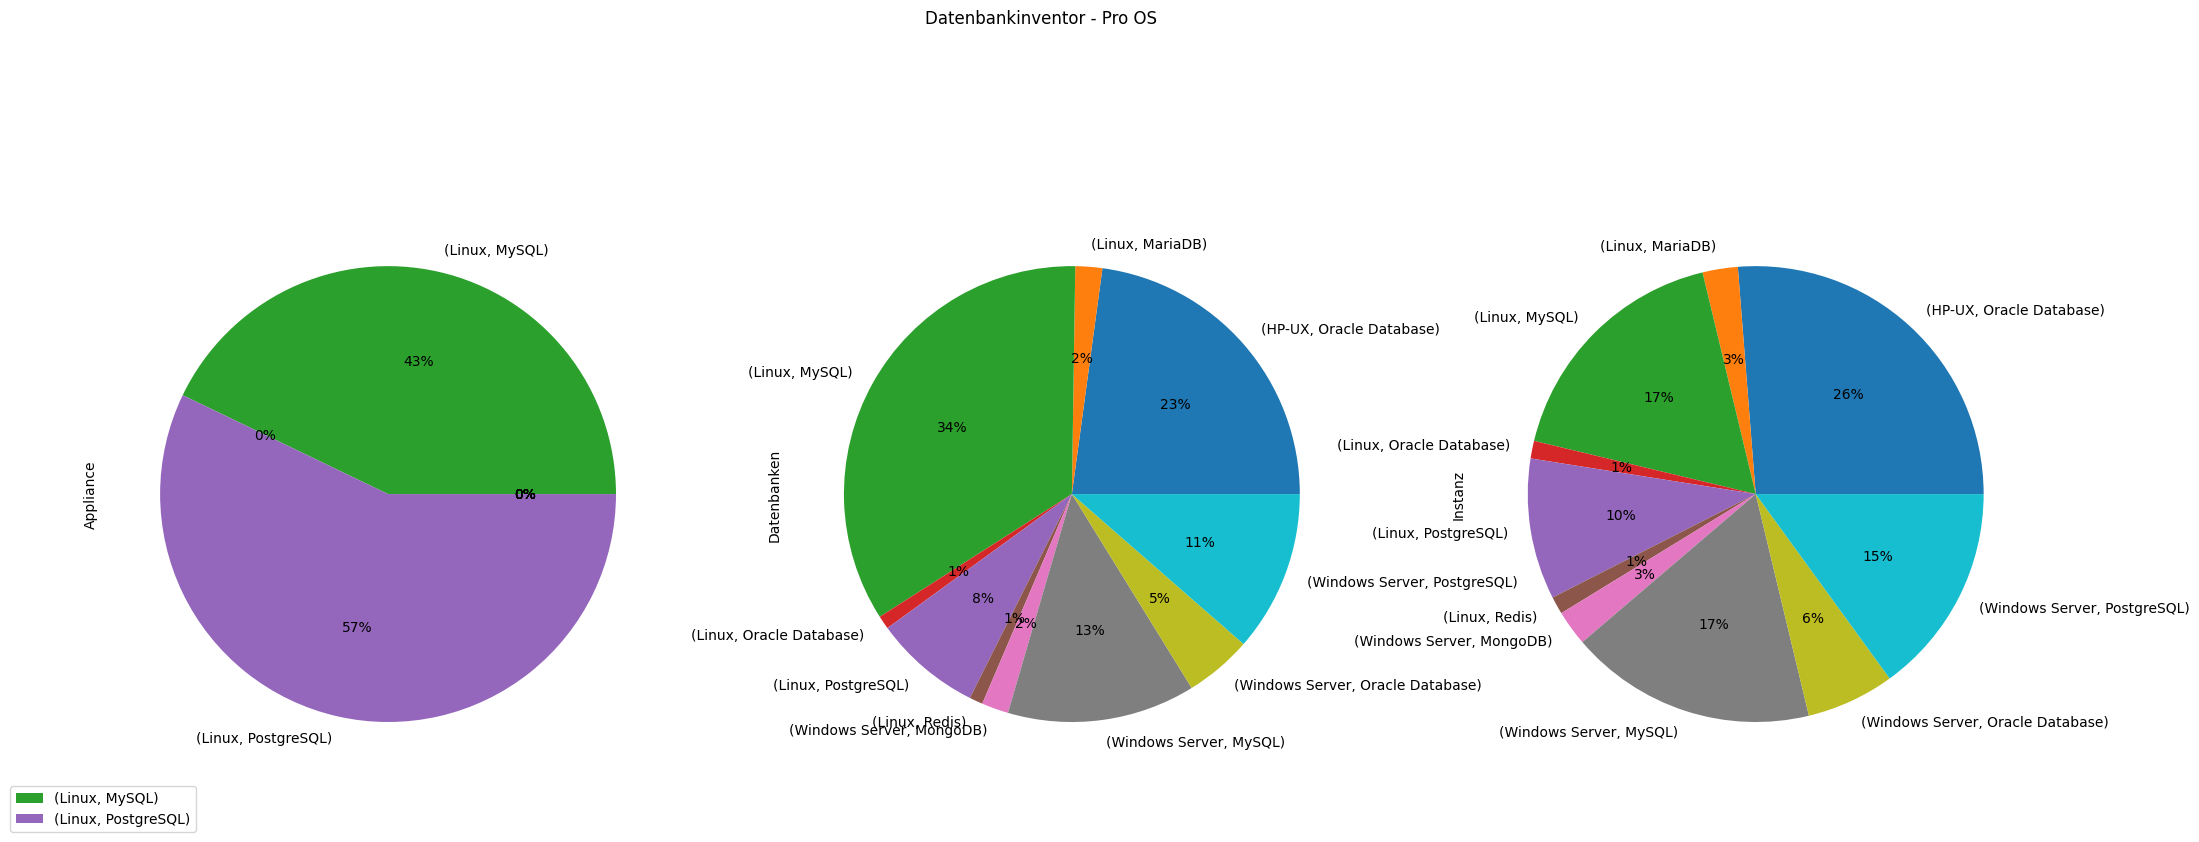 Datenbankinventor - Pro OS
Appliance
(Linux, MySQL)
43%
0%
0%
0%
57%
(Linux, PostgreSQL)
(Linux, MySQL)
(Linux, PostgreSQL)
Datenbanken
(Linux, MariaDB)
(HP-UX, Oracle Database)
2%
23%
(Linux, MySQL)
34%
1%
(Linux, Oracle Database)
8%
(Linux, PostgreSQL)
1%
(Linux, Redis)
2%
(Windows Server, MongoDB)
13%
(Windows Server, MySQL)
5%
(Windows Server, Oracle Database)
11%
(Windows Server, PostgreSQL)
Instanz
(Linux, MariaDB)
(HP-UX, Oracle Database)
3%
26%
(Linux, MySQL)
17%
(Linux, Oracle Database)
1%
(Linux, PostgreSQL)
10%
(Linux, Redis)
1%
(Windows Server, MongoDB)
3%
(Windows Server, MySQL)
17%
(Windows Server, Oracle Database)
6%
(Windows Server, PostgreSQL)
15%